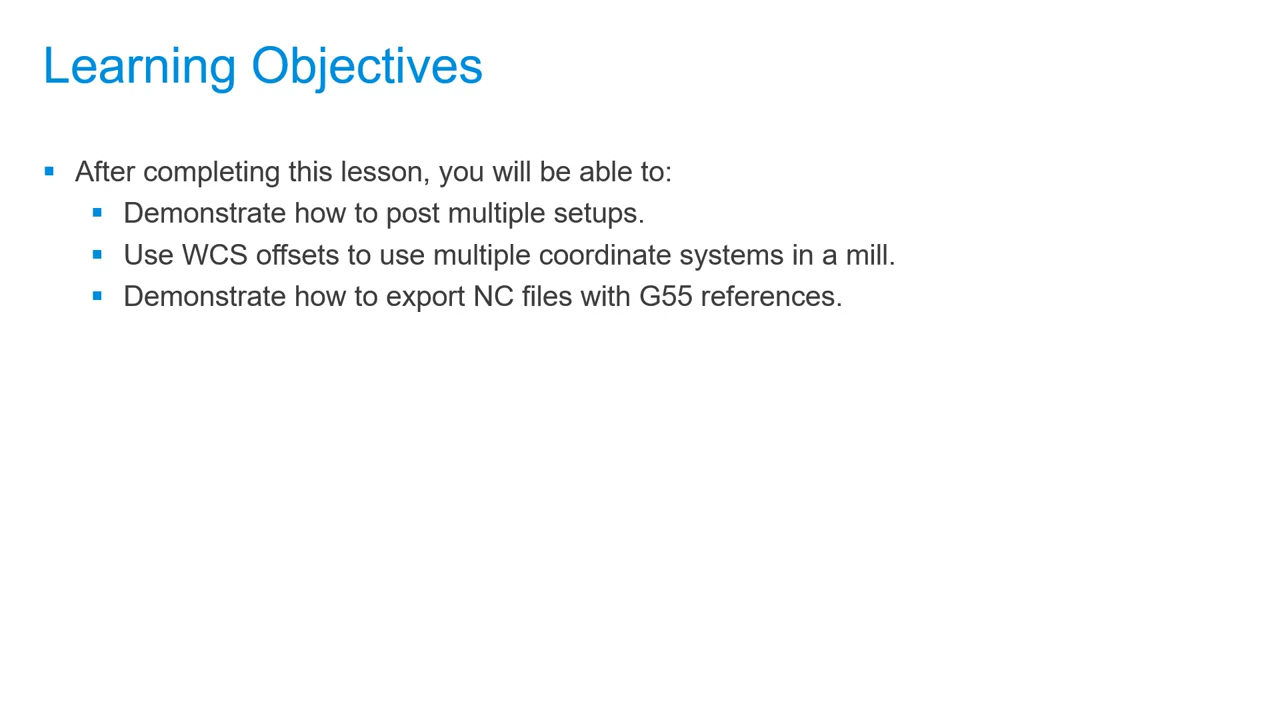 Learning Objectives
After completing this lesson, you will be able to:
Demonstrate how to post multiple setups.
Use WCS offsets to use multiple coordinate systems in a mill.
Demonstrate how to export NC files with G55 references.